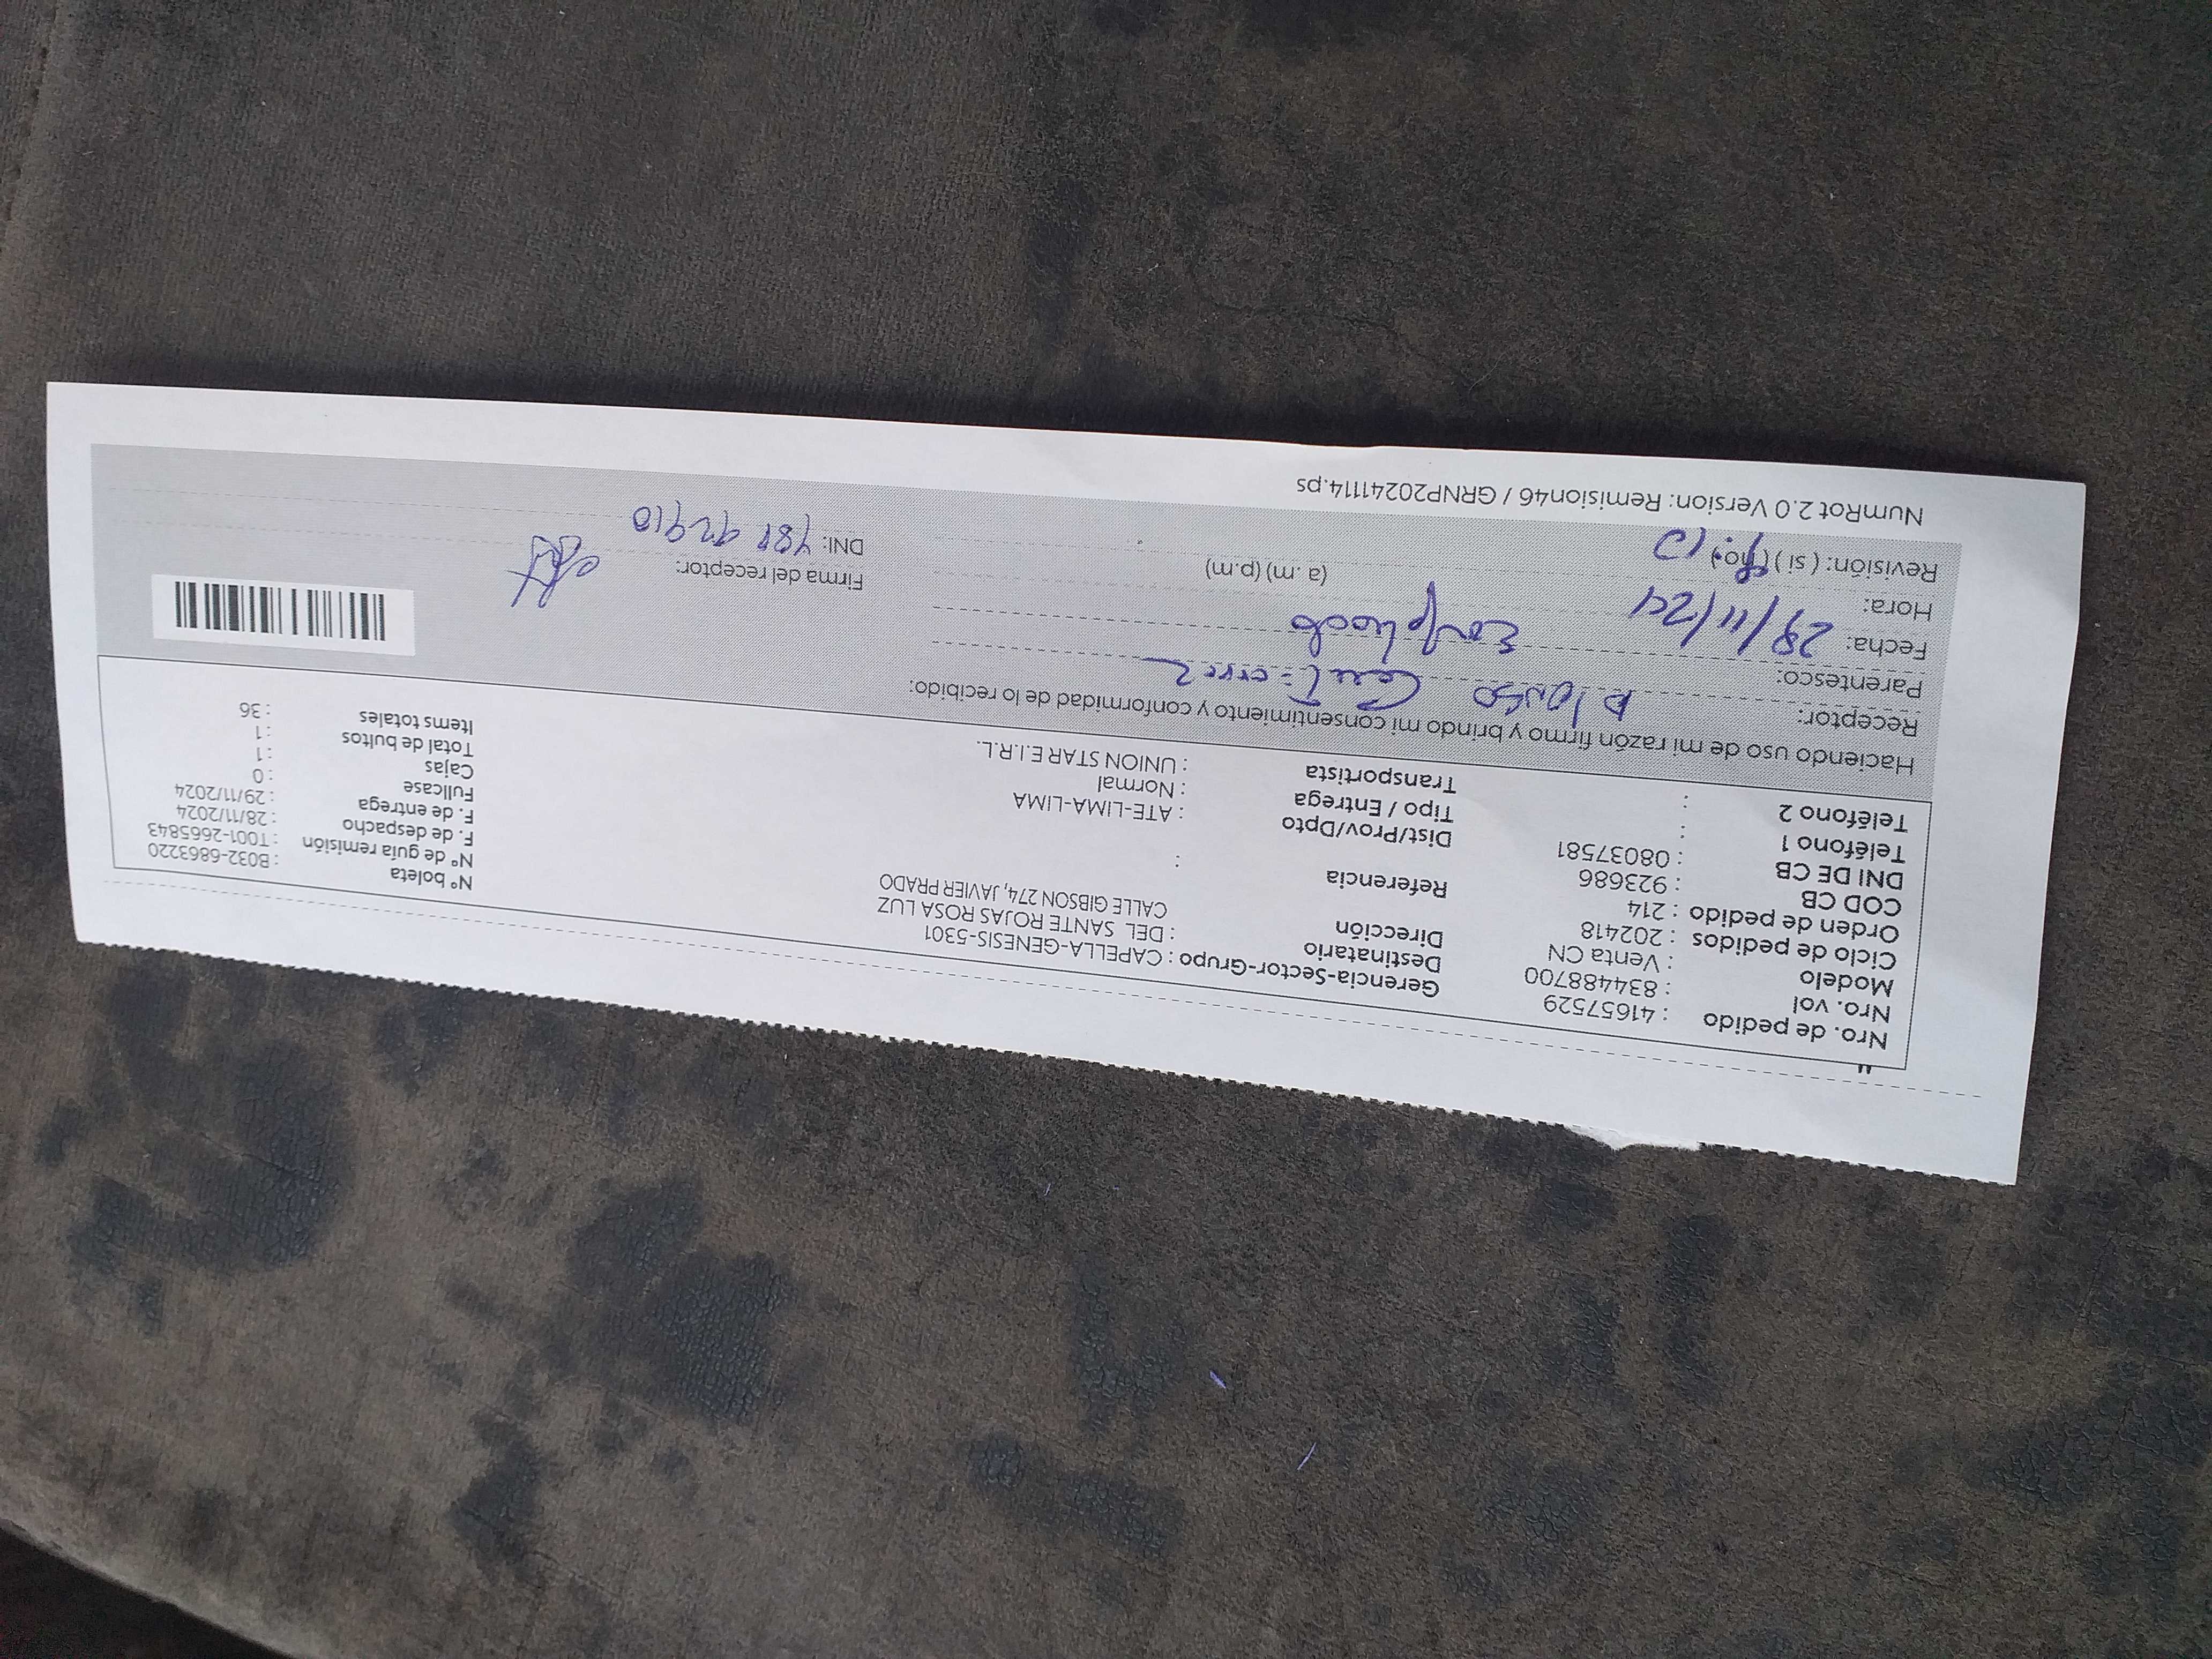 Nro. de pedido : 41657529
Nro. vol : 834488700
Modelo : Venta CN
Ciclo de pedidos : 202418
Orden de pedido : 214
COD CB : 923686
DNI DE CB : 08037581
Teléfono 1 :
Teléfono 2 :
Gerencia-Sector-Grupo : CAPELLA-GENESIS-5301
Destinatario : DEL SANTE ROJAS ROSA LUZ
Dirección CALLE GIBSON 274, JAVIER PRADO
Referencia :
Dist/Prov/Dpto : ATE-LIMA-LIMA
Tipo / Entrega : Normal
Transportista : UNION STAR E.I.R.L.
N° boleta : B032-6863220
N° de guía remisión : T001-2665843
F. de despacho : 28/11/2024
F. de entrega : 29/11/2024
Fullcase : 0
Cajas : 1
Total de bultos : 1
Items totales : 36
Haciendo uso de mi razón firmo y brindo mi consentimiento y conformidad de lo recibido:
Receptor: Alonso
Parentesco: Empleado
Fecha: 29/11/24
Hora: (a. m) (p.m)
Revisión: ( si ) ( no )
Firma del receptor:
DNI:
NumRot 2.0 Version: Remision46 / GRNP20241114.ps